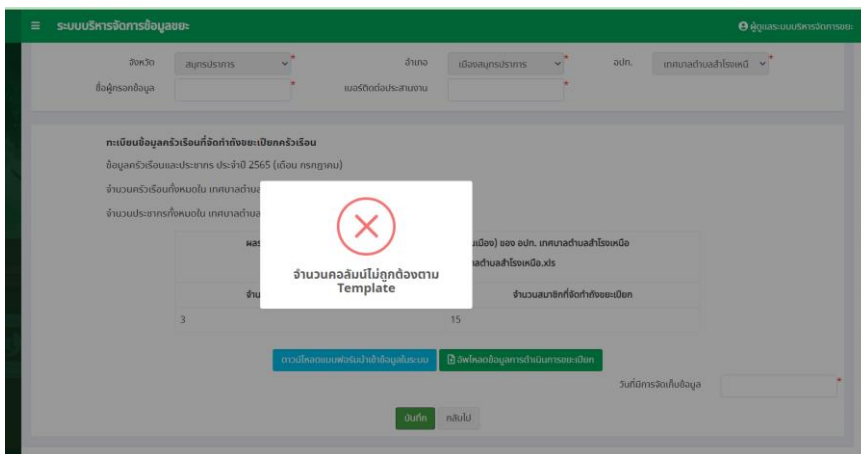 ระบบบริหารจัดการข้อมูลขยะ
ผู้ดูแลระบบบริหารจัดการขยะ
จังหวัด สมุทรปราการ * อำเภอ เมืองสมุทรปราการ * อปท. เทศบาลตำบลสำโรงเหนื *
ชื่อผู้กรอกข้อมูล * เบอร์ติดต่อประสานงาน *
ทะเบียนข้อมูลครัวเรือนที่จัดทำถังขยะเปียกครัวเรือน
ข้อมูลครัวเรือนและประชากร ประจำปี 2565 (เดือน กรกฎาคม)
จำนวนครัวเรือนทั้งหมดใน เทศบาลตำบ
จำนวนประชากรทั้งหมดใน เทศบาลตำบ
จำนวนคอลัมน์ไม่ถูกต้องตาม
Template
เมือง) ของ อปท. เทศบาลตำบลสำโรงเหนือ
ลตำบลสำโรงเหนือ.xls
จำนวนสมาชิกที่จัดทำถังขยะเปียก
3 15
ดาวน์โหลดแบบฟอร์มนำเข้าข้อมูลในระบบ อัพโหลดข้อมูลการดำเนินการขยะเปียก
วันที่มีการจัดเก็บข้อมูล *
บันทึก กลับไป